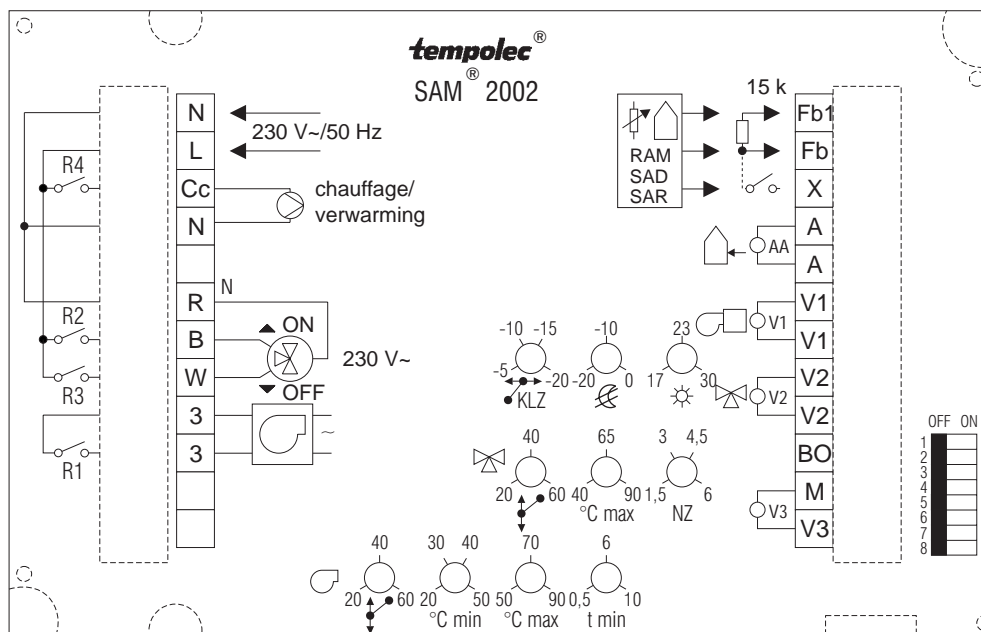 tempolec®
SAM® 2002
N
L
Cc
N
R
B
W
3
3
230 V~/50 Hz
chauffage/
verwarming
R4
R2
R3
R1
N
ON
OFF
230 V~
~
RAM
SAD
SAR
15 k
Fb1
Fb
X
A
A
V1
V1
V2
V2
BO
M
V3
AA
V1
V2
V3
-10 -15
-5 -20
KLZ
-10
-20 0
23
17 30
40
20 60
65
40 90
°C max
3 4,5
1,5 6
NZ
40
20 60
30 40
20 50
°C min
70
50 90
°C max
6
0,5 10
t min
OFF ON
1
2
3
4
5
6
7
8